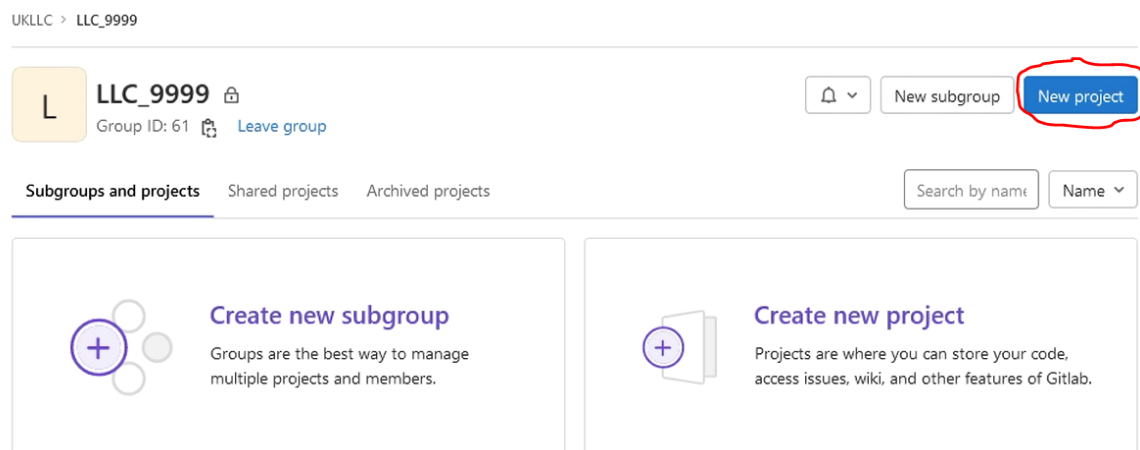 UKLLC > LLC_9999
LLC_9999
L
Group ID: 61 Leave group
New subgroup
New project
Subgroups and projects Shared projects Archived projects
Search by name
Name
Create new subgroup
Groups are the best way to manage
multiple projects and members.
Create new project
Projects are where you can store your code,
access issues, wiki, and other features of Gitlab.